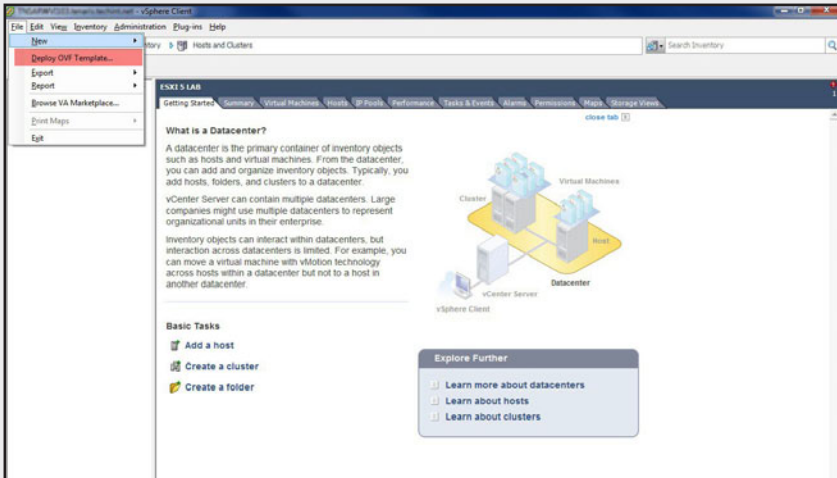 - vSphere Client
File Edit View Inventory Administration Plug-ins Help
New
Deploy OVF Template...
Export
Report
Browse VA Marketplace...
Print Maps
Exit
Hosts and Clusters
Search Inventory
ESXI 5 LAB
Getting Started Summary Virtual Machines Hosts IP Pools Performance Tasks & Events Alarms Permissions Maps Storage Views
close tab
What is a Datacenter?
A datacenter is the primary container of inventory objects
such as hosts and virtual machines. From the datacenter,
you can add and organize inventory objects. Typically, you
add hosts, folders, and clusters to a datacenter.
vCenter Server can contain multiple datacenters. Large
companies might use multiple datacenters to represent
organizational units in their enterprise.
Inventory objects can interact within datacenters, but
interaction across datacenters is limited. For example, you
can move a virtual machine with vMotion technology
across hosts within a datacenter but not to a host in
another datacenter.
Virtual Machines
Cluster
Host
Datacenter
vCenter Server
vSphere Client
Basic Tasks
Add a host
Create a cluster
Create a folder
Explore Further
Learn more about datacenters
Learn about hosts
Learn about clusters